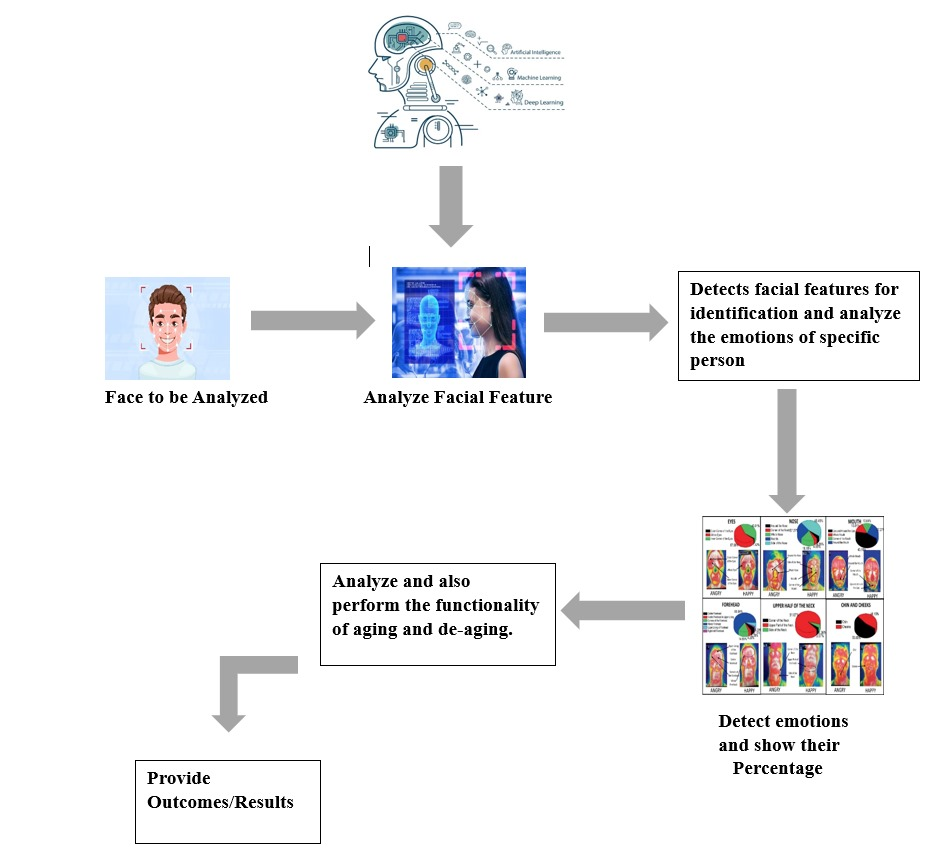 Artificial Intelligence
Machine Learning
Deep Learning
Face to be Analyzed
Analyze Facial Feature
Detects facial features for
identification and analyze
the emotions of specific
person
EYES
NOSE
MOUTH
ANGRY
HAPPY
ANGRY
HAPPY
ANGRY
HAPPY
FOREHEAD
UPPER HALF OF THE NECK
CHIN AND CHEEKS
ANGRY
HAPPY
ANGRY
HAPPY
ANGRY
HAPPY
Detect emotions
and show their
Percentage
Analyze and also
perform the functionality
of aging and de-aging.
Provide
Outcomes/Results